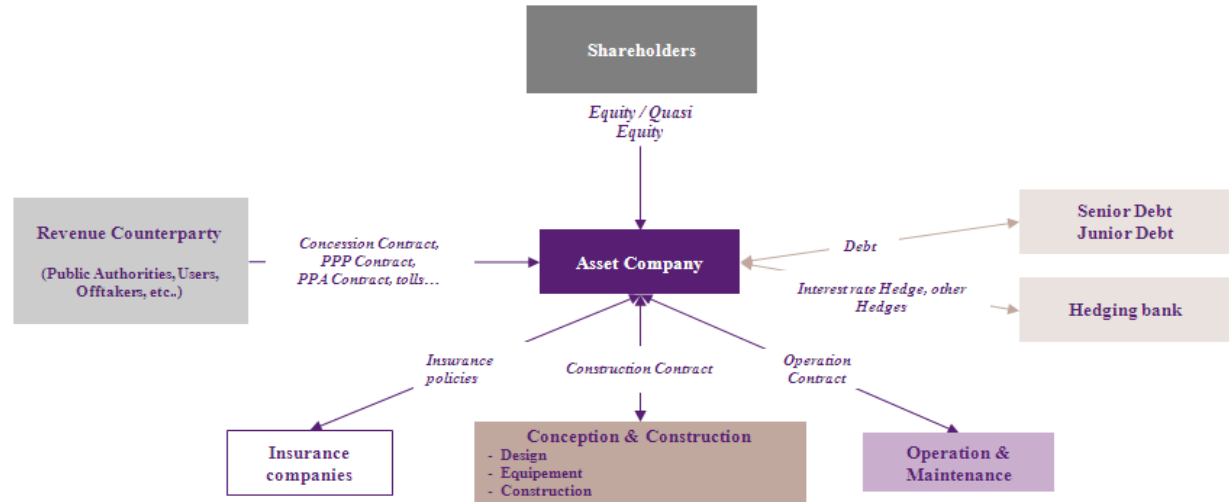 Shareholders
Equity / Quasi
Equity
Revenue Counterparty
(Public Authorities, Users,
Offtakers, etc..)
Concession Contract,
PPP Contract,
PPA Contract, tolls…
Asset Company
Debt
Senior Debt
Junior Debt
Interest rate Hedge, other
Hedges
Hedging bank
Insurance
policies
Construction Contract
Operation
Contract
Insurance
companies
Conception & Construction
- Design
- Equipement
- Construction
Operation &
Maintenance